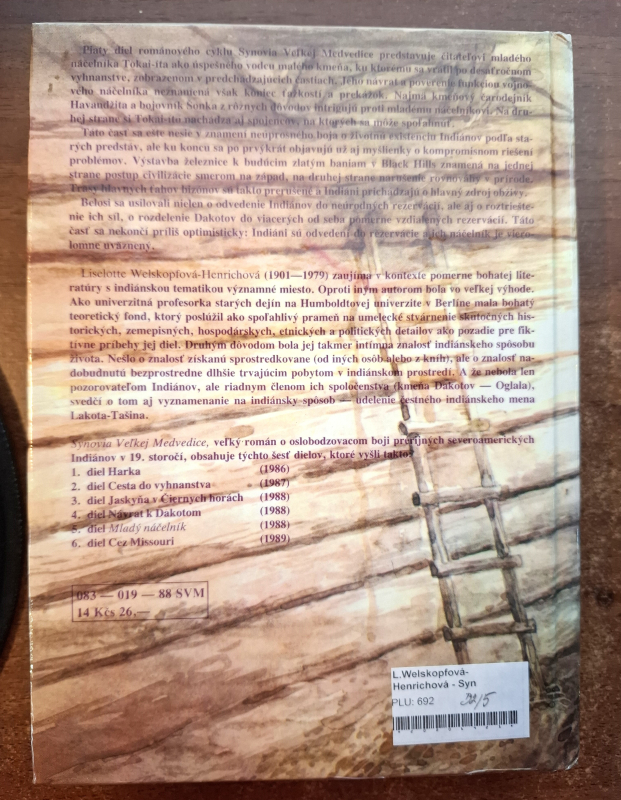 Piaty diel románového cyklu Synovia Veľkej Medvedice predstavuje čitateľovi mladého
náčelníka Tokai-ita ako úspešného vodcu malého kmeňa, ku ktorému sa vrátil po desaťročnom
vyhnanstve, zobrazenom v predchádzajúcich častiach. Jeho návrat a poverenie funkciou vojno-
vého náčelníka neznamená však koniec ťažkostí a prekážok. Najmä kmeňový čarodejník
Havandžita a bojovník Šonka z rôznych dôvodov intrigujú proti mladému náčelníkovi. Na dru-
hej strane si Tokai-ito nachádza aj spojencov, na ktorých sa môže spoľahnúť.
Táto časť sa ešte nesie v znamení neúprosného boja o životnú existenciu Indiánov podľa sta-
rých predstáv, ale ku koncu sa po prvýkrát objavujú už aj myšlienky o kompromisnom riešení
problémov. Výstavba železnice k budúcim zlatým baniam v Black Hills znamená na jednej
strane postup civilizácie smerom na západ, na druhej strane narušenie rovnováhy v prírode.
Trasy hlavných ťahov bizónov sú takto prerušené a Indiáni prichádzajú o hlavný zdroj obživy.
Belosi sa usilovali nielen o odvedenie Indiánov do neúrodných rezervácií, ale aj o roztriešte-
nie ich síl, o rozdelenie Dakotov do viacerých od seba pomerne vzdialených rezervácií. Táto
časť sa nekončí príliš optimisticky: Indiáni sú odvedení do rezervácie a ich náčelník je viero-
lomne uväznený.
Liselotte Welskopfová-Henrichová (1901—1979) zaujíma v kontexte pomerne bohatej lite-
ratúry s indiánskou tematikou významné miesto. Oproti iným autorom bola vo veľkej výhode.
Ako univerzitná profesorka starých dejín na Humboldtovej univerzite v Berlíne mala bohatý
teoretický fond, ktorý poslúžil ako spoľahlivý prameň na umelecké stvárnenie skutočných his-
torických, zemepisných, hospodárskych, etnických a politických detailov ako pozadie pre fik-
tívne príbehy jej diel. Druhým dôvodom bola jej takmer intímna znalosť indiánskeho spôsobu
života. Nešlo o znalosť získanú sprostredkovane (od iných osôb alebo z kníh), ale o znalosť na-
dobudnutú bezprostredne dlhšie trvajúcim pobytom v indiánskom prostredí. A že nebola len
pozorovateľom Indiánov, ale riadnym členom ich spoločenstva (kmeňa Dakotov — Oglala),
svedčí o tom aj vyznamenanie na indiánsky spôsob — udelenie čestného indiánskeho mena
Lakota-Tašina.
Synovia Veľkej Medvedice, veľký román o oslobodzovacom boji prérijných severoamerických
Indiánov v 19. storočí, obsahuje týchto šesť dielov, ktoré vyšli takto:
1. diel Harka (1986)
2. diel Cesta do vyhnanstva (1987)
3. diel Jaskyňa v Čiernych horách (1988)
4. diel Návrat k Dakotom (1988)
5. diel Mladý náčelník (1988)
6. diel Cez Missouri (1989)
083 — 019 — 88 SVM
14 Kčs 26.—
L.Welskopfová-
Henrichová - Syn
PLU: 692